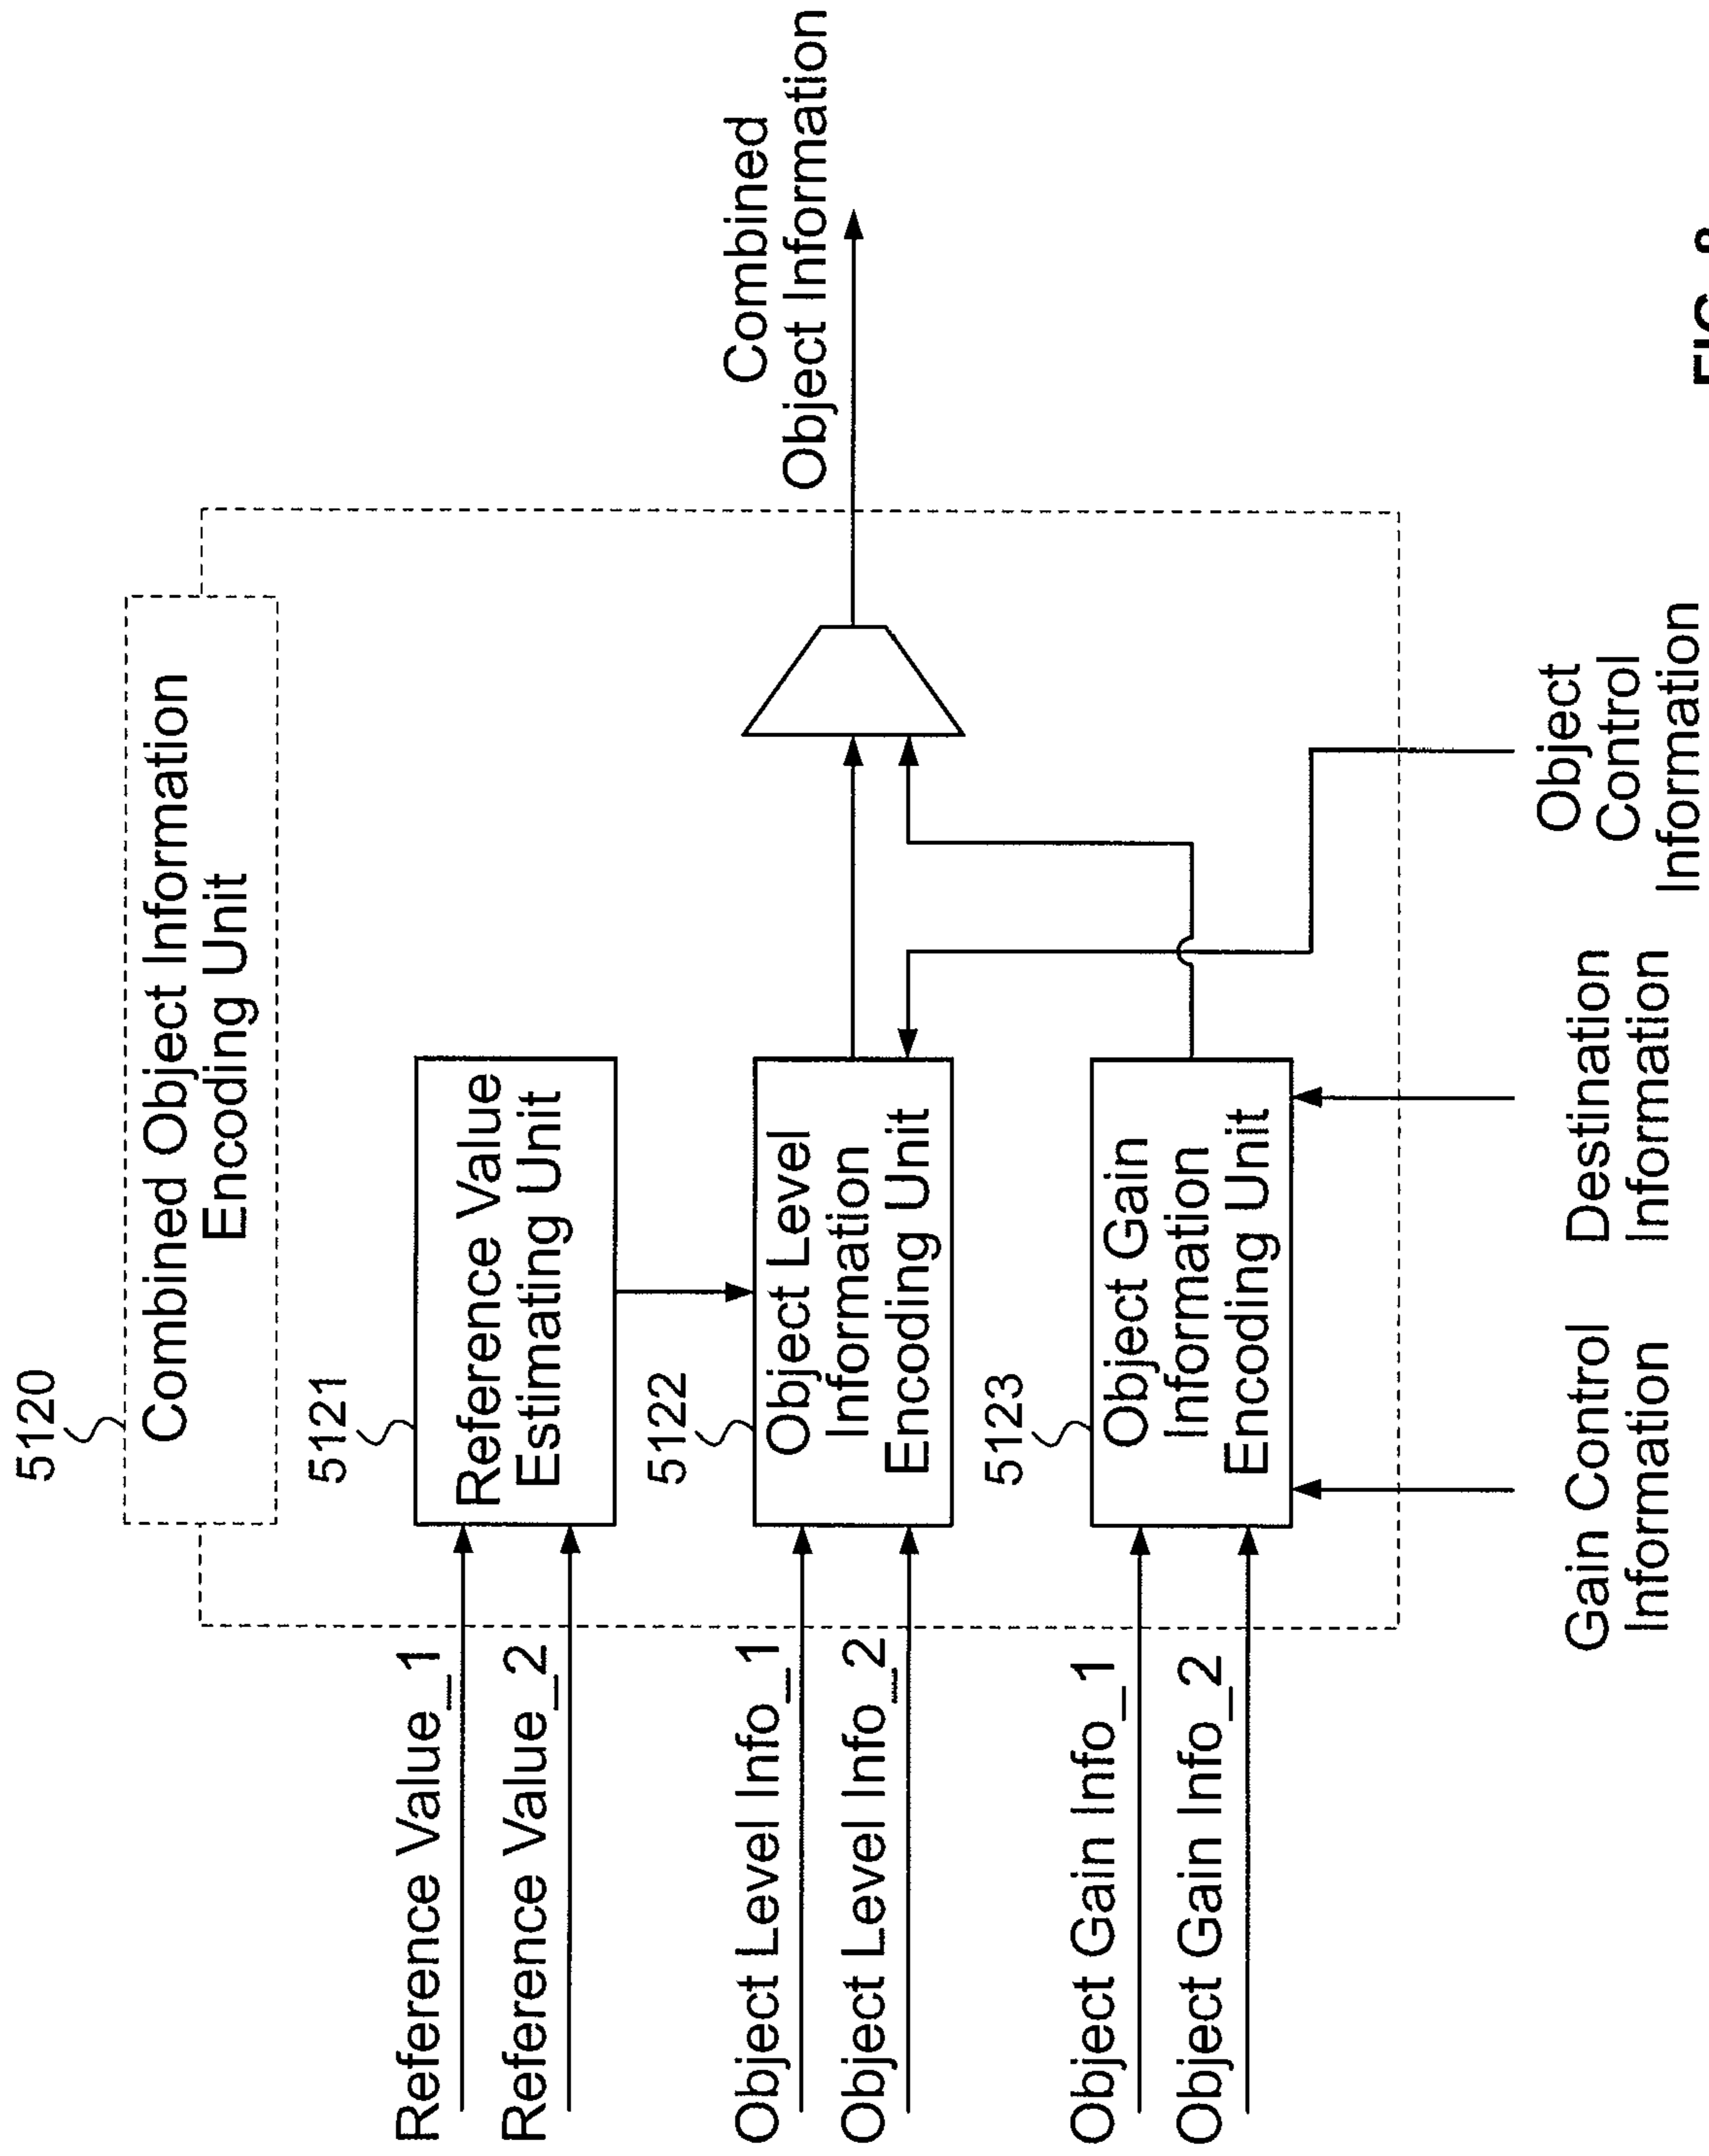 5120
Combined Object Information
Encoding Unit
5121
Reference Value
Estimating Unit
5122
Object Level
Information
Encoding Unit
5123
Object Gain
Information
Encoding Unit
Reference Value_1
Reference Value_2
Object Level Info_1
Object Level Info_2
Object Gain Info_1
Object Gain Info_2
Combined
Object Information
Gain Control
Information
Destination
Information
Object
Control
Information